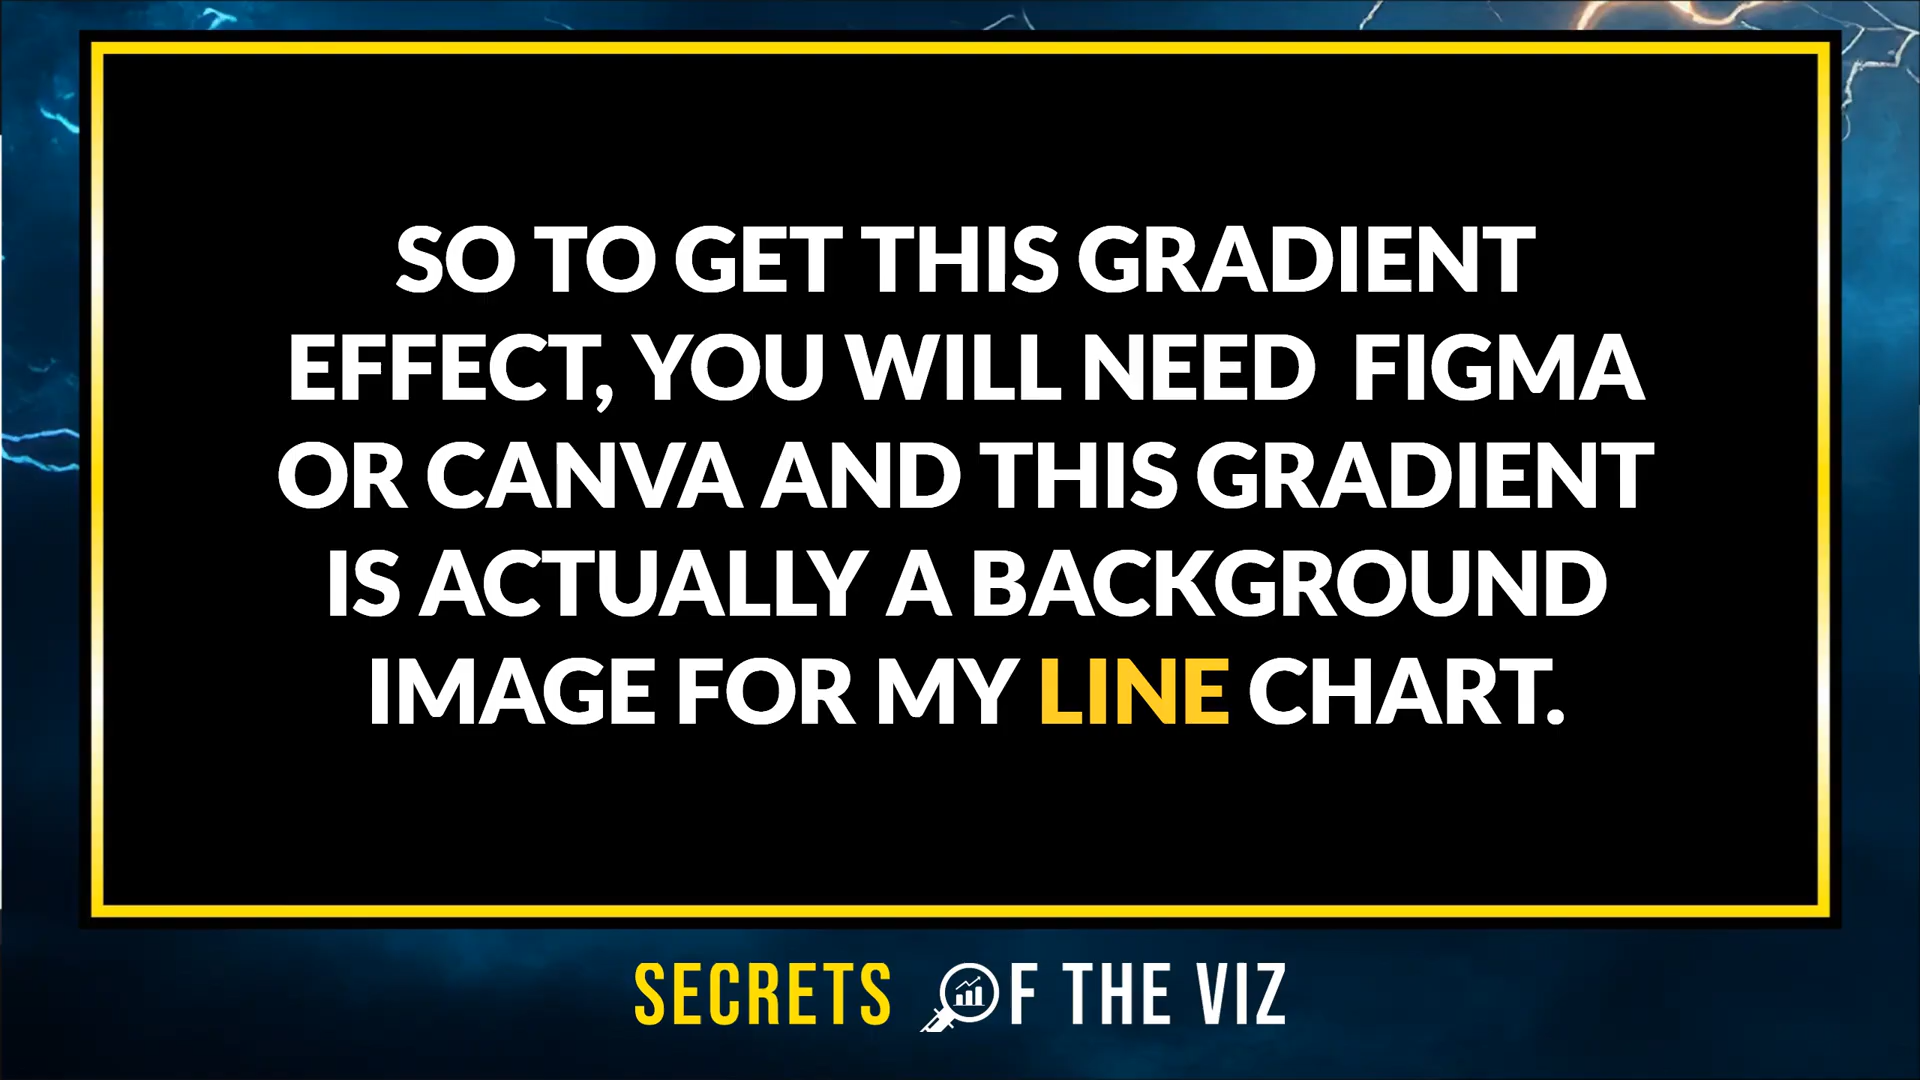 SO TO GET THIS GRADIENT
EFFECT, YOU WILL NEED  FIGMA
OR CANVA AND THIS GRADIENT
IS ACTUALLY A BACKGROUND
IMAGE FOR MY LINE CHART.
SECRETS OF THE VIZ